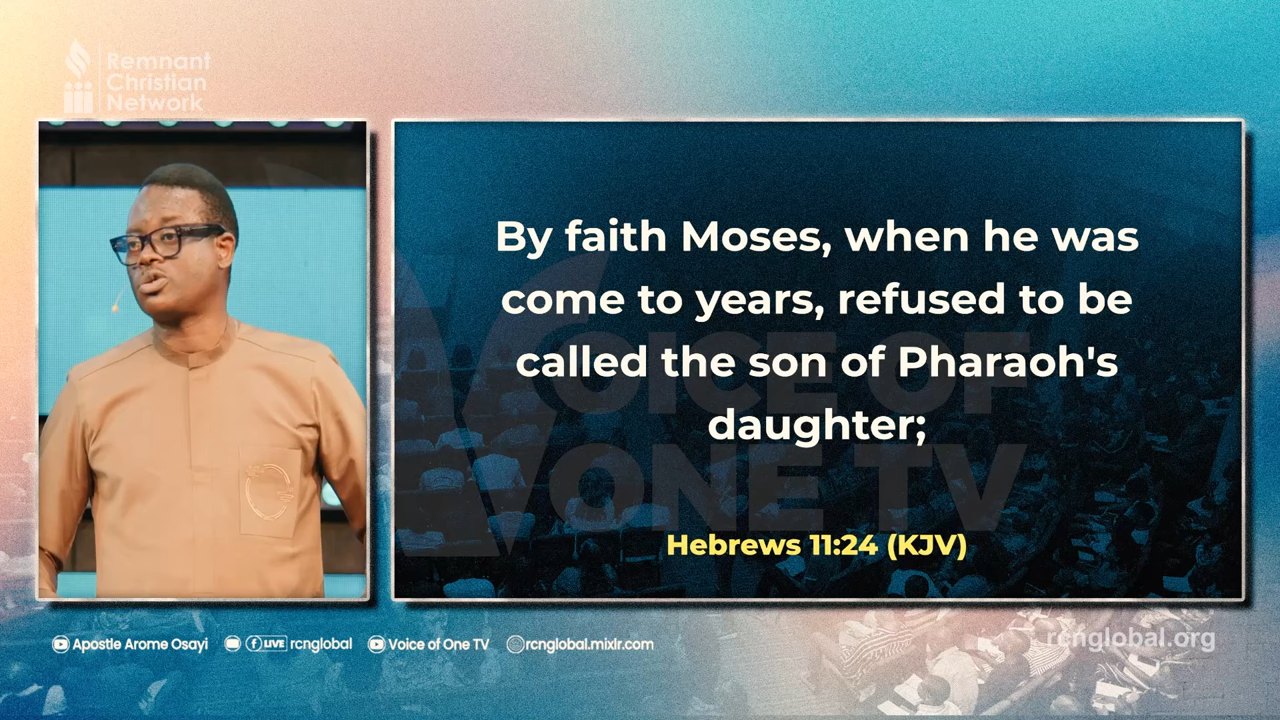 Remnant
Christian
Network
By faith Moses, when he was
come to years, refused to be
called the son of Pharaoh's
daughter;
Hebrews 11:24 (KJV)
VOICE OF
ONE TV
Apostle Arome Osayi
LIVE rcnglobal
Voice of One TV
rcnglobal.mixlr.com
rcnglobal.org